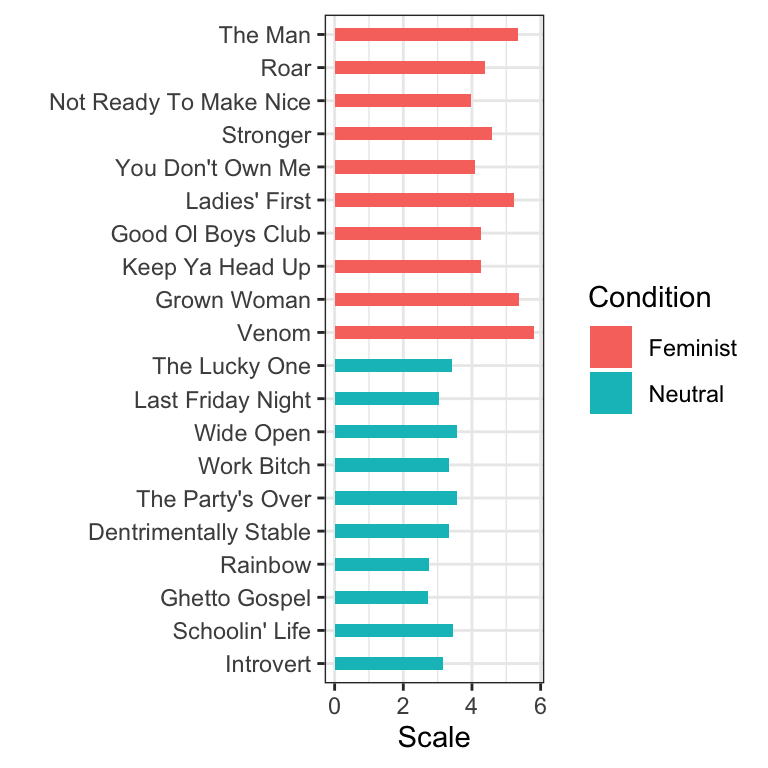 The Man
Roar
Not Ready To Make Nice
Stronger
You Don't Own Me
Ladies' First
Good Ol Boys Club
Keep Ya Head Up
Grown Woman
Venom
The Lucky One
Last Friday Night
Wide Open
Work Bitch
The Party's Over
Dentrimentally Stable
Rainbow
Ghetto Gospel
Schoolin' Life
Introvert
0 2 4 6
Scale
Condition
Feminist
Neutral